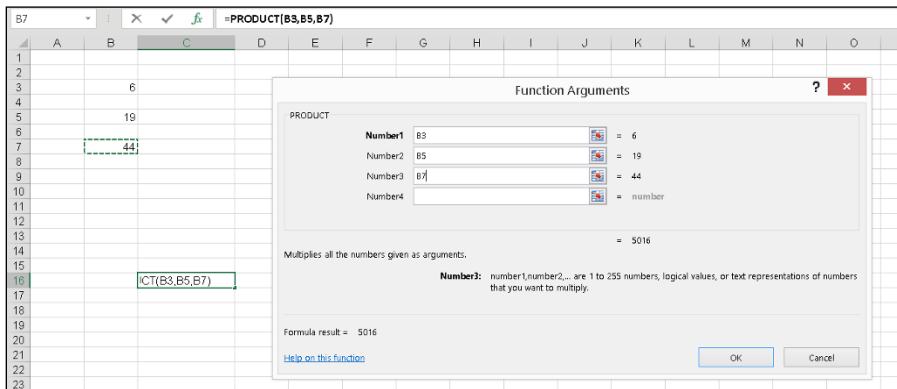 B7 fx =PRODUCT(B3,B5,B7)
A B C D E F G H I J K L M N O
1
2
3 6
4
5 19
6
7 44
8
9
10
11
12
13
14
15
16 ICT(B3,B5,B7)
17
18
19
20
21
22
23
Function Arguments ? ×
PRODUCT
Number1 B3 = 6
Number2 B5 = 19
Number3 B7 = 44
Number4 = number
= 5016
Multiplies all the numbers given as arguments.
Number3: number1,number2,... are 1 to 255 numbers, logical values, or text representations of numbers
that you want to multiply.
Formula result = 5016
Help on this function
OK Cancel